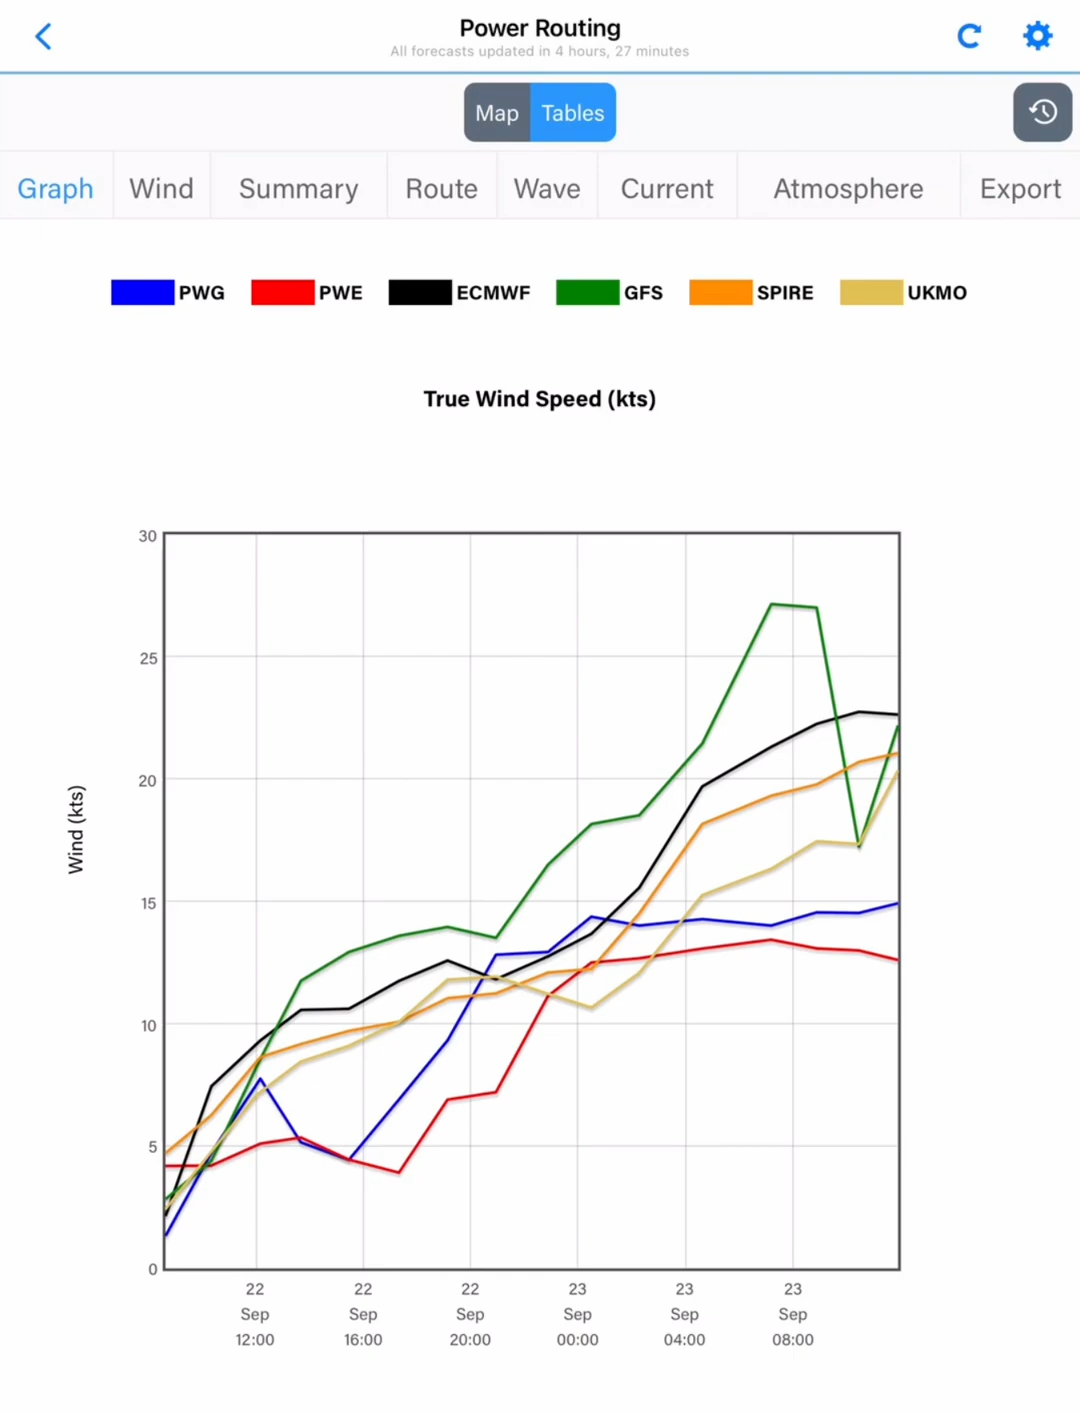 Power Routing
All forecasts updated in 4 hours, 27 minutes
Map Tables
Graph Wind Summary Route Wave Current Atmosphere Export
PWG PWE ECMWF GFS SPIRE UKMO
True Wind Speed (kts)
Wind (kts)
30
25
20
15
10
5
0
22 22 22 23 23 23
Sep Sep Sep Sep Sep Sep
12:00 16:00 20:00 00:00 04:00 08:00